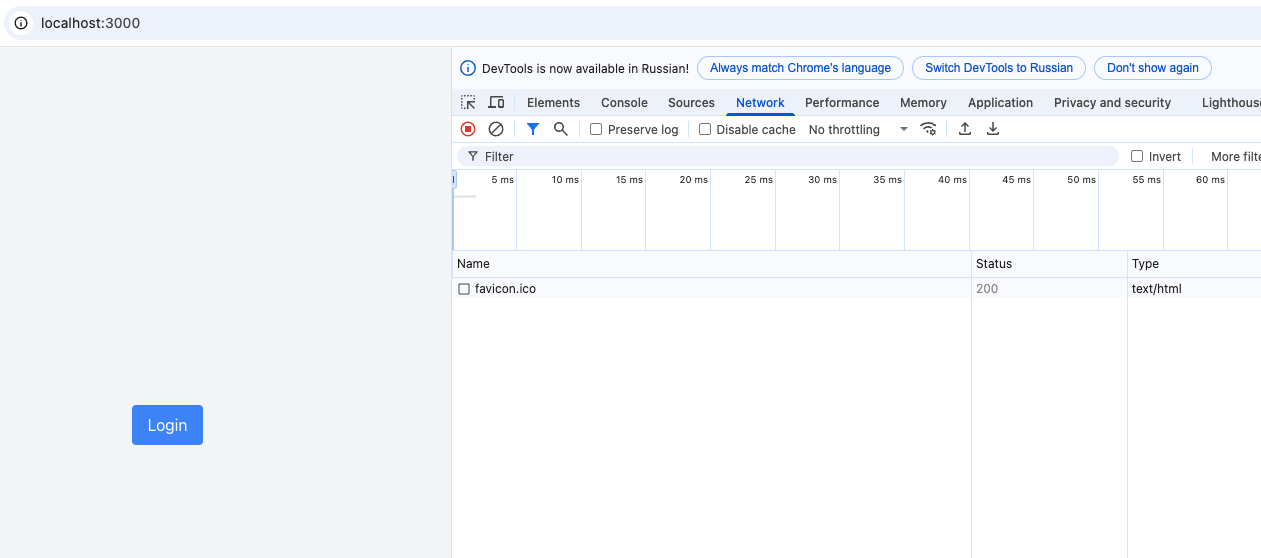 localhost:3000
DevTools is now available in Russian! Always match Chrome's language Switch DevTools to Russian Don't show again
Elements Console Sources Network Performance Memory Application Privacy and security Lighthouse
Preserve log Disable cache No throttling
Filter Invert More filte
5 ms 10 ms 15 ms 20 ms 25 ms 30 ms 35 ms 40 ms 45 ms 50 ms 55 ms 60 ms
Name Status Type
favicon.ico 200 text/html
Login